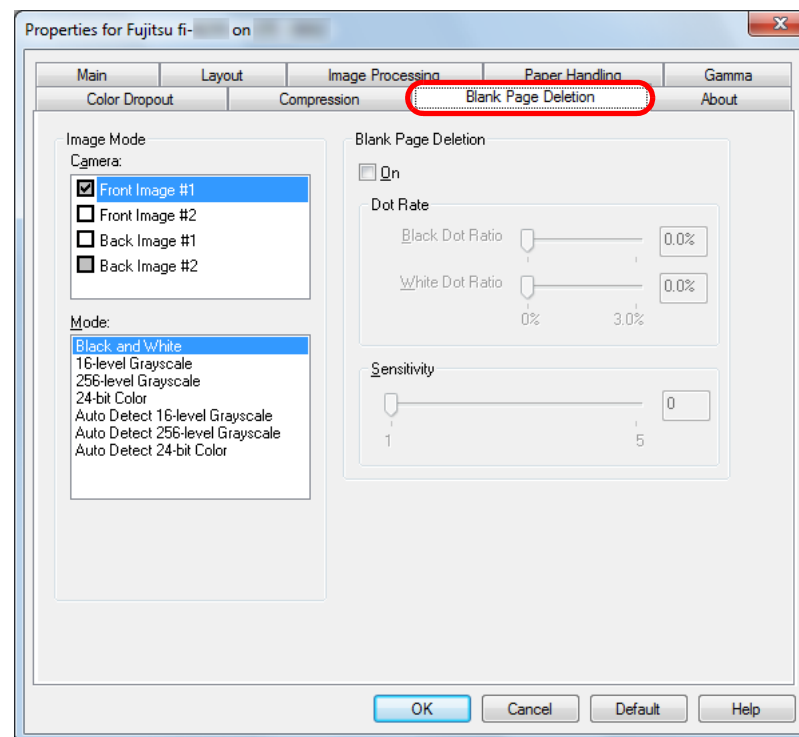 Properties for Fujitsu fi- on
Main Layout Image Processing Paper Handling Gamma
Color Dropout Compression Blank Page Deletion About
Image Mode
Camera:
Front Image #1
Front Image #2
Back Image #1
Back Image #2
Mode:
Black and White
16-level Grayscale
256-level Grayscale
24-bit Color
Auto Detect 16-level Grayscale
Auto Detect 256-level Grayscale
Auto Detect 24-bit Color
Blank Page Deletion
On
Dot Rate
Black Dot Ratio 0.0%
White Dot Ratio 0.0%
0% 3.0%
Sensitivity
0
1 5
OK Cancel Default Help